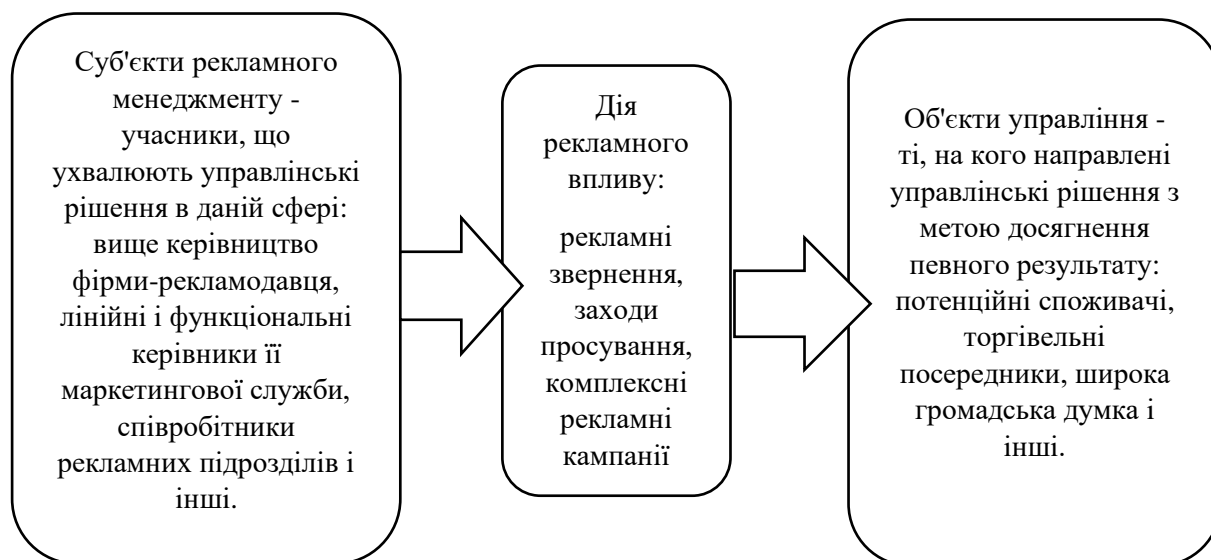 Суб'єкти рекламного
менеджменту -
учасники, що
ухвалюють управлінські
рішення в даній сфері:
вище керівництво
фірми-рекламодавця,
лінійні і функціональні
керівники її
маркетингової служби,
співробітники
рекламних підрозділів і
інші.
Дія
рекламного
впливу:
рекламні
звернення,
заходи
просування,
комплексні
рекламні
кампанії
Об'єкти управління -
ті, на кого направлені
управлінські рішення з
метою досягнення
певного результату:
потенційні споживачі,
торгівельні
посередники, широка
громадська думка і
інші.